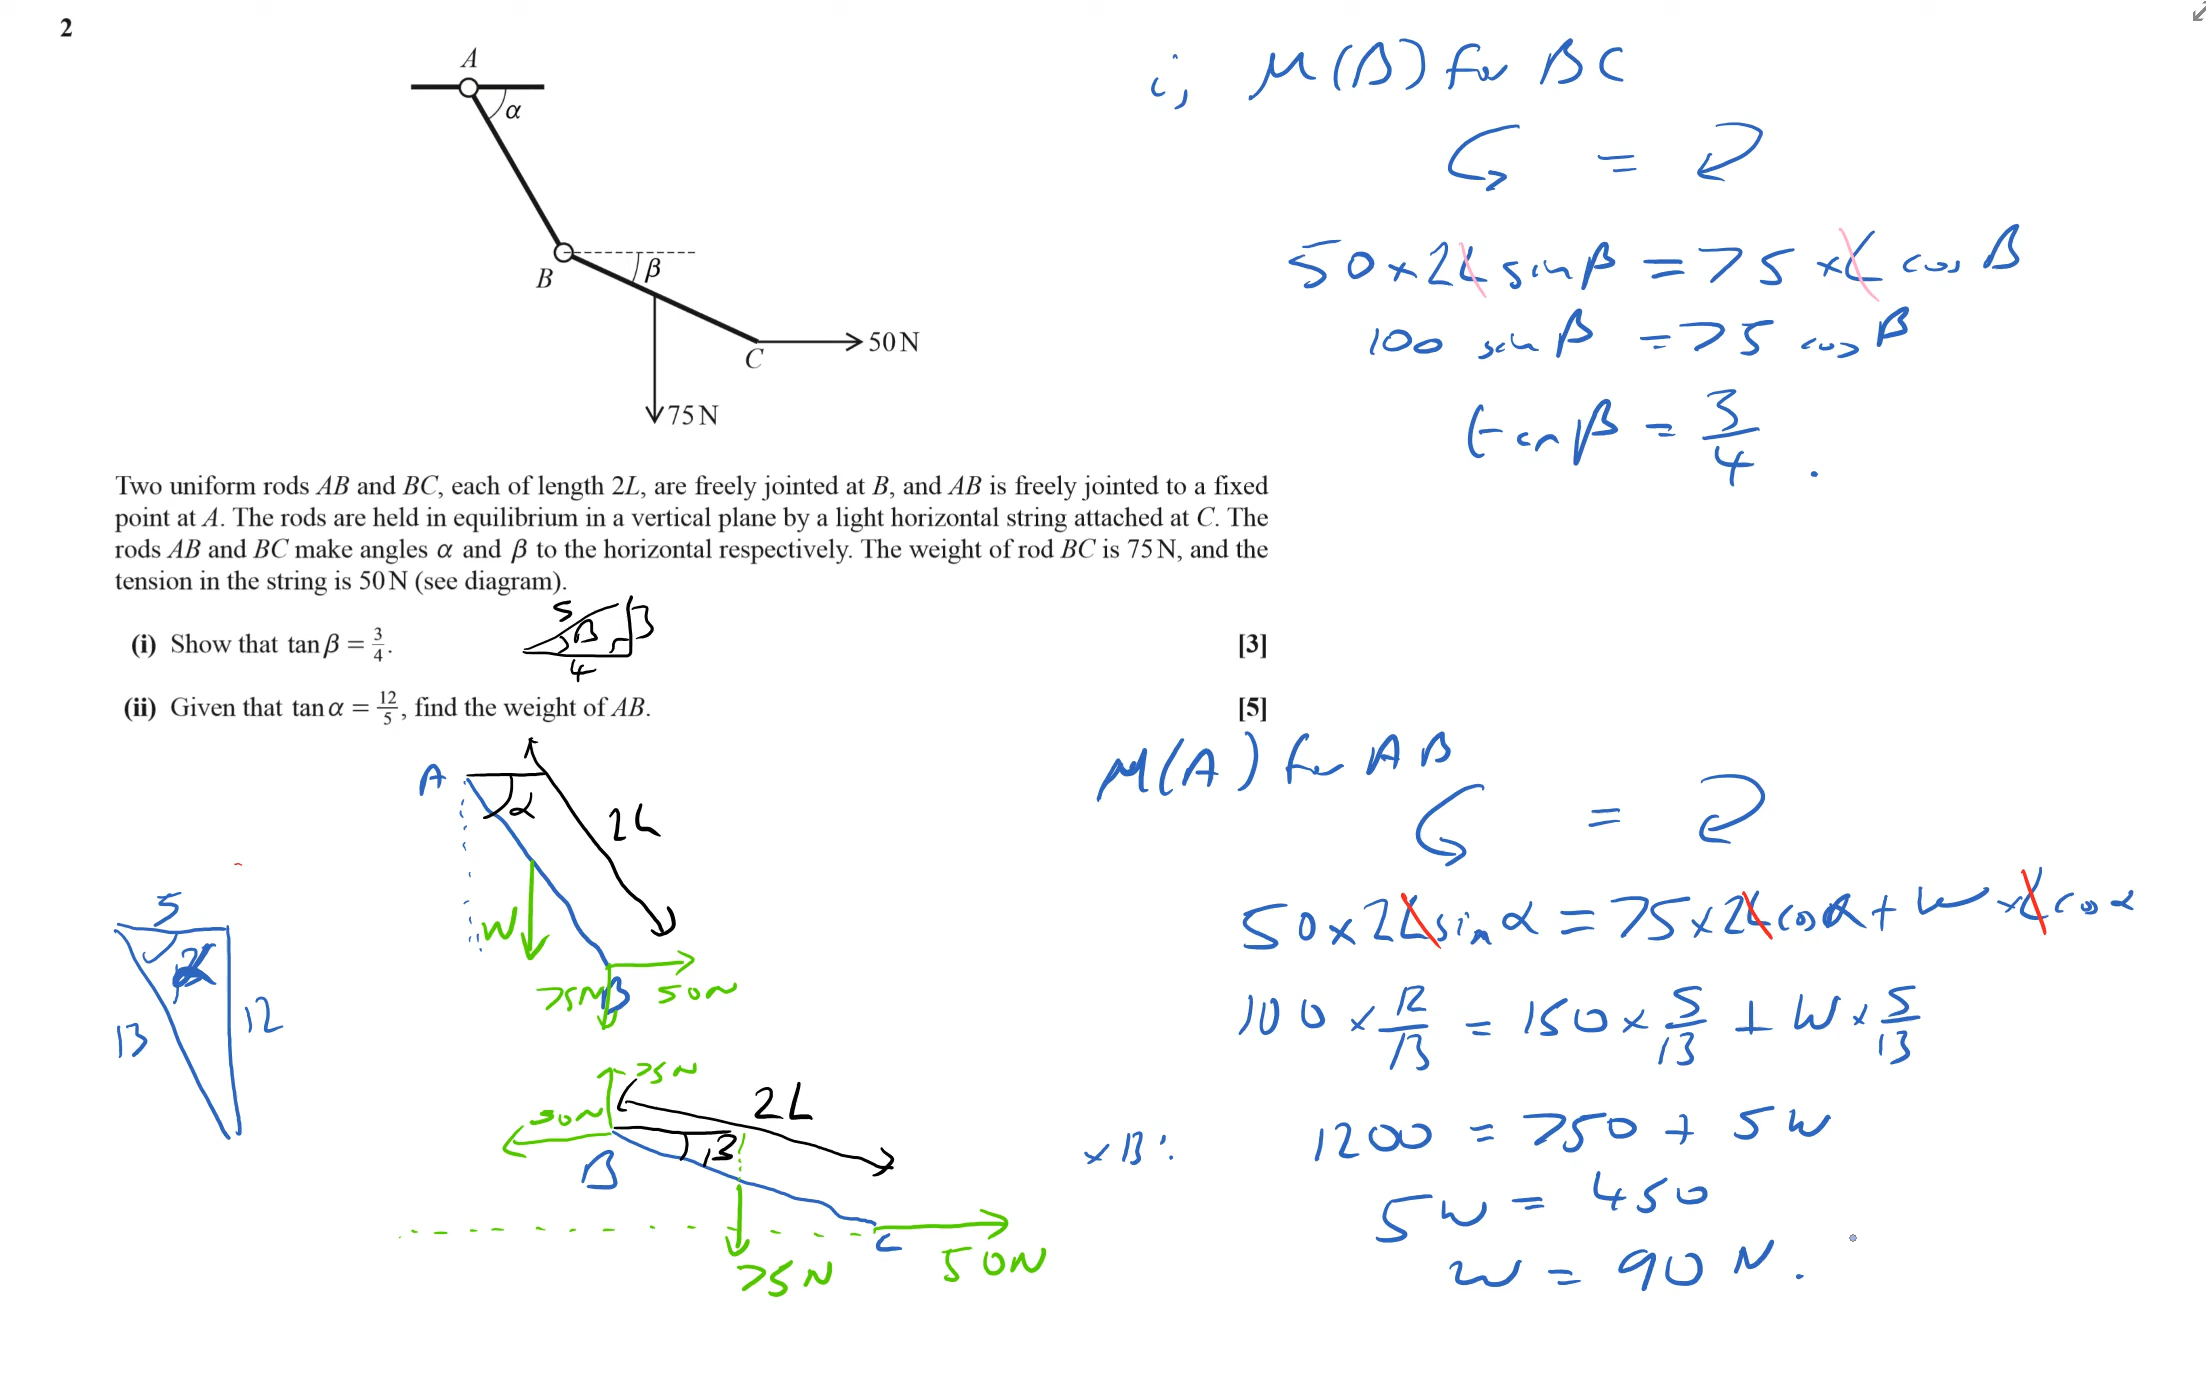 2
A
α
B
β
C
50 N
75 N
Two uniform rods AB and BC, each of length 2L, are freely jointed at B, and AB is freely jointed to a fixed
point at A. The rods are held in equilibrium in a vertical plane by a light horizontal string attached at C. The
rods AB and BC make angles α and β to the horizontal respectively. The weight of rod BC is 75 N, and the
tension in the string is 50 N (see diagram).
(i) Show that tan β = 3/4. [3]
5
β
3
4
(ii) Given that tan α = 12/5, find the weight of AB. [5]
A
α
2L
W
75N
B
50N
5
α
13
12
75N
50N
2L
B
β
C
75N
50N
i, M(B) for BC
=
50 × 2L sin β = 75 × L cos β
100 sin β = 75 cos β
tan β = 3/4.
M(A) for AB
=
50 × 2L sin α = 75 × 2L cos α + W × L cos α
100 × 12/13 = 150 × 5/13 + W × 5/13
×13: 1200 = 750 + 5W
5W = 450
W = 90 N.